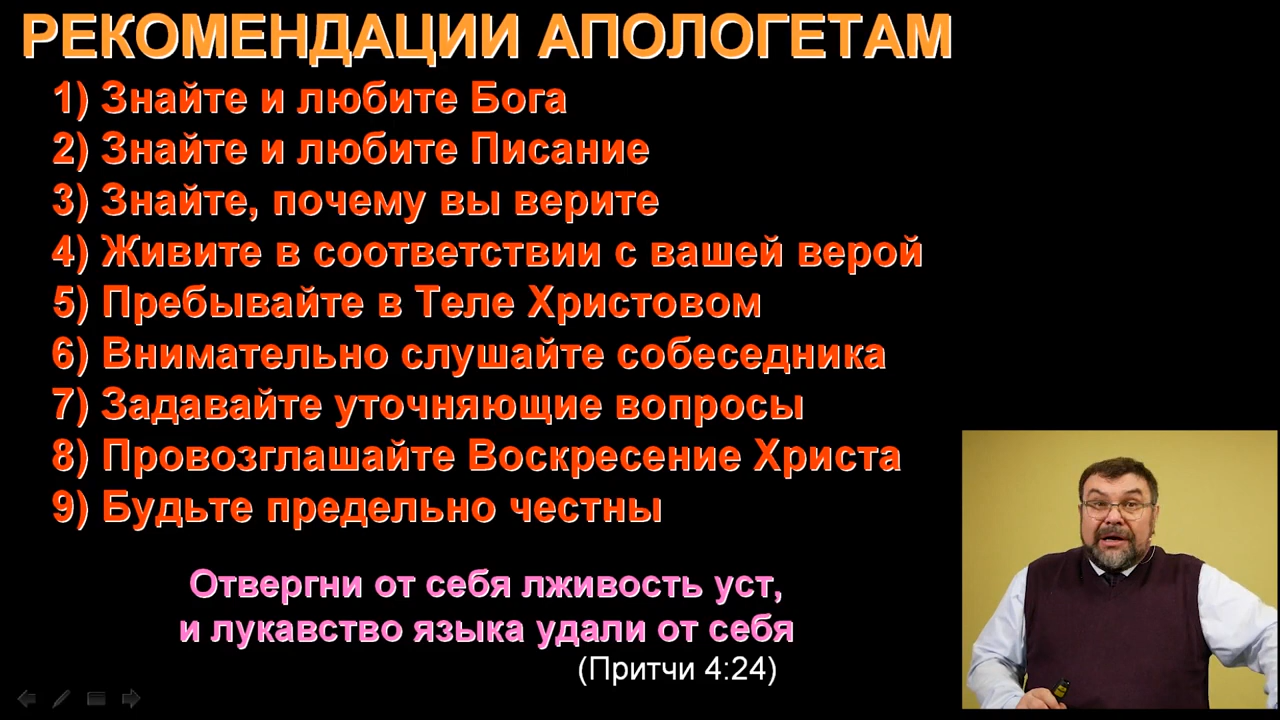 РЕКОМЕНДАЦИИ АПОЛОГЕТАМ
1) Знайте и любите Бога
2) Знайте и любите Писание
3) Знайте, почему вы верите
4) Живите в соответствии с вашей верой
5) Пребывайте в Теле Христовом
6) Внимательно слушайте собеседника
7) Задавайте уточняющие вопросы
8) Провозглашайте Воскресение Христа
9) Будьте предельно честны
Отвергни от себя лживость уст,
и лукавство языка удали от себя
(Притчи 4:24)